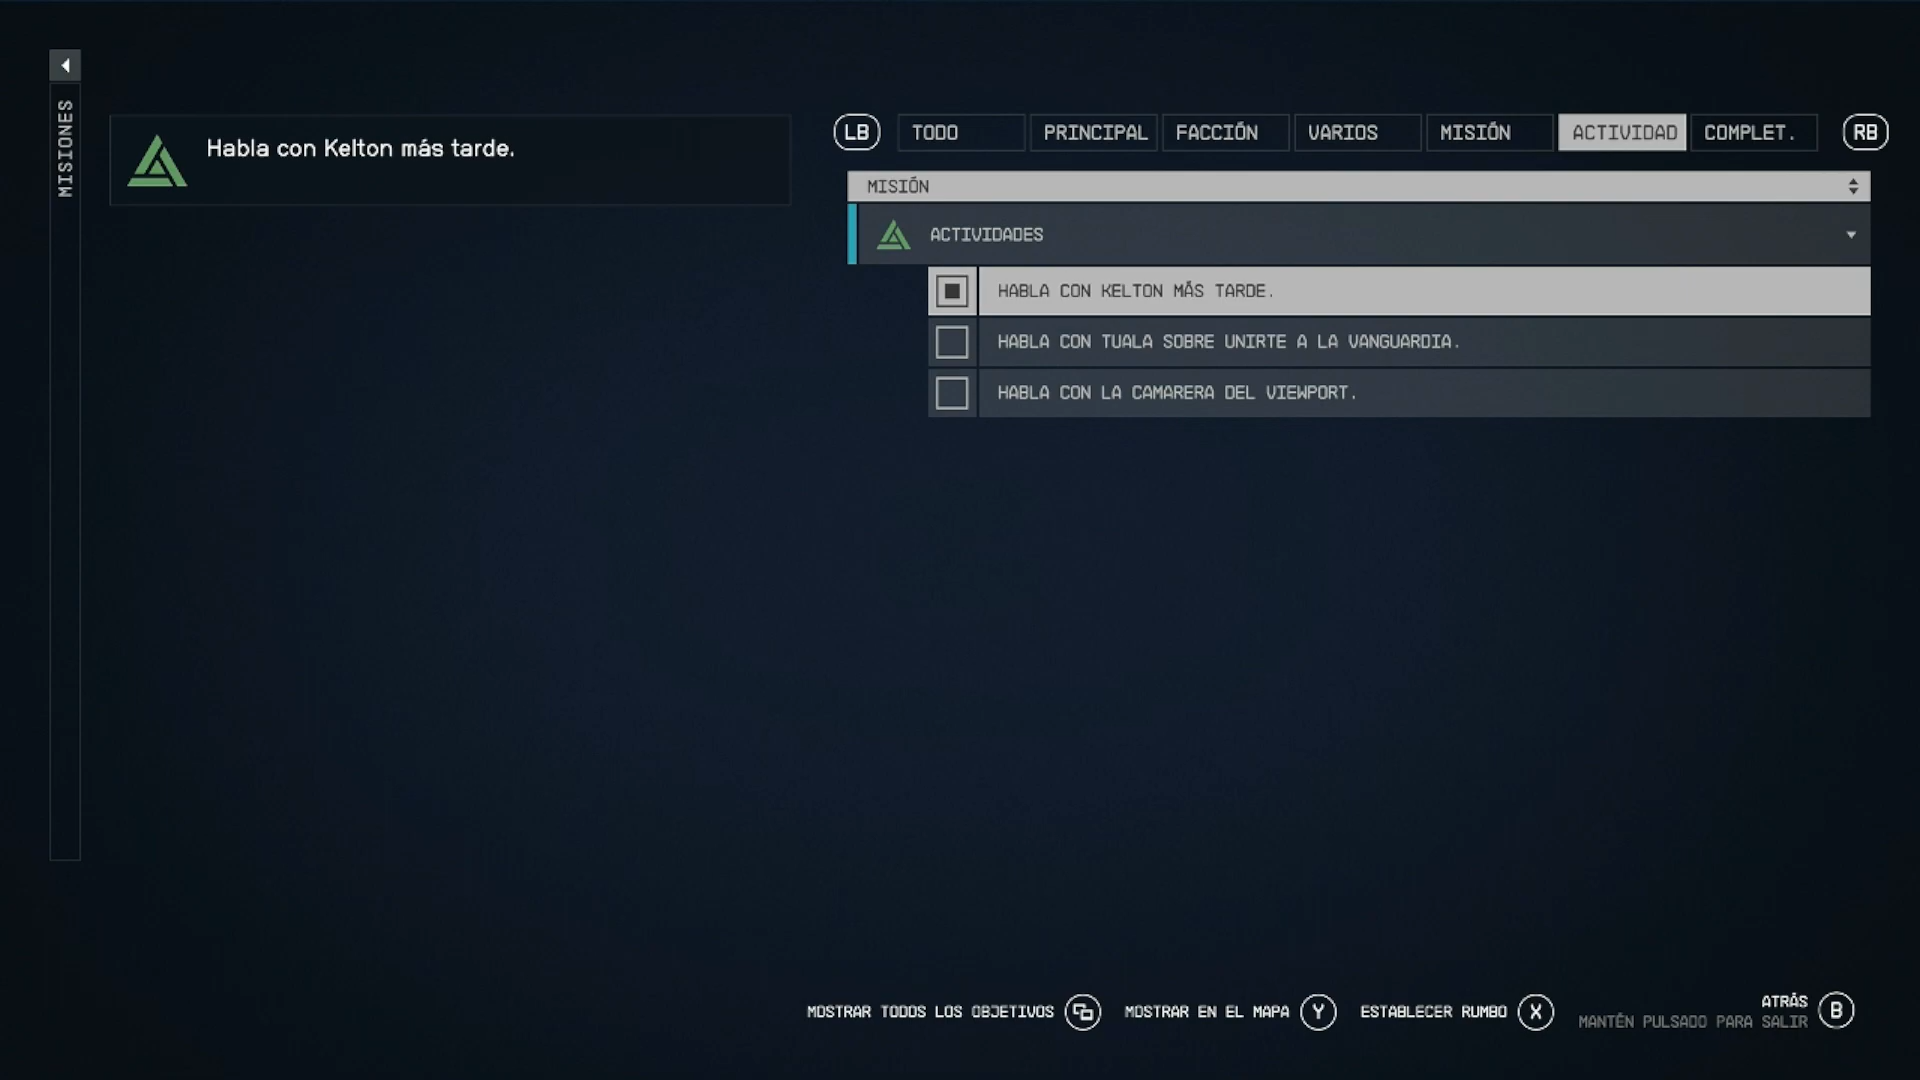 MISIONES
Habla con Kelton más tarde.
LB TODO PRINCIPAL FACCIÓN VARIOS MISIÓN ACTIVIDAD COMPLET. RB
MISIÓN
ACTIVIDADES
HABLA CON KELTON MÁS TARDE.
HABLA CON TUALA SOBRE UNIRTE A LA VANGUARDIA.
HABLA CON LA CAMARERA DEL VIEWPORT.
MOSTRAR TODOS LOS OBJETIVOS MOSTRAR EN EL MAPA Y ESTABLECER RUMBO X ATRÁS B
MANTÉN PULSADO PARA SALIR